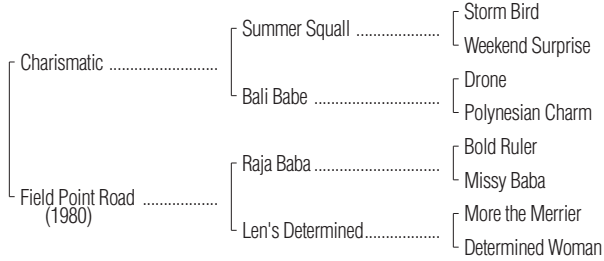 Storm Bird
Summer Squall ..................
Weekend Surprise
Charismatic ..........................
Drone
Bali Babe ...........................
Polynesian Charm
Bold Ruler
Raja Baba ...........................
Missy Baba
Field Point Road ..................
(1980)
More the Merrier
Len's Determined..................
Determined Woman